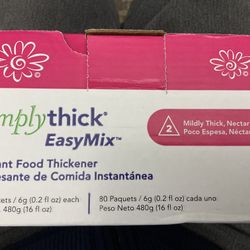 mplythick®
EasyMix™
2
Mildly Thick, Nectar
Poco Espesa, Néctar
ant Food Thickener
esante de Comida Instantánea
kets / 6g (0.2 fl oz) each
80 Paquets / 6g (0.2 fl oz) cada uno
. 480g (16 fl oz)
Peso Neto 480g (16 fl oz)